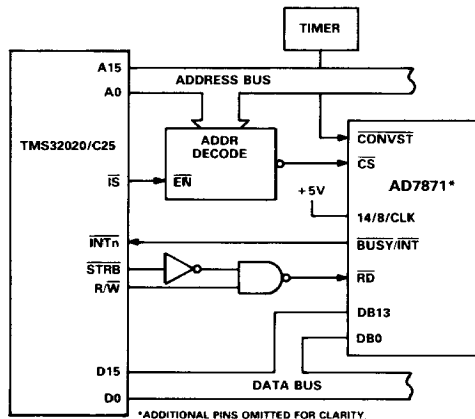 TIMER
A15
ADDRESS BUS
A0
TMS32020/C25
ADDR
DECODE
CONVST
CS
IS
EN
AD7871*
+5V
14/8/CLK
INTn
BUSY/INT
STRB
R/W
RD
DB13
DB0
D15
DATA BUS
D0
*ADDITIONAL PINS OMITTED FOR CLARITY.